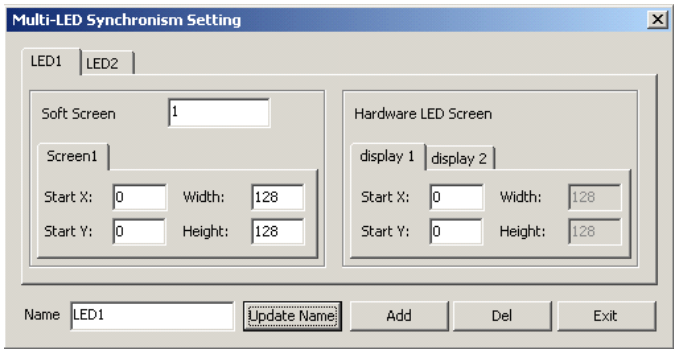 Multi-LED Synchronism Setting
LED1 LED2
Soft Screen 1
Screen1
Start X: 0 Width: 128
Start Y: 0 Height: 128
Hardware LED Screen
display 1 display 2
Start X: 0 Width: 128
Start Y: 0 Height: 128
Name LED1 Update Name Add Del Exit